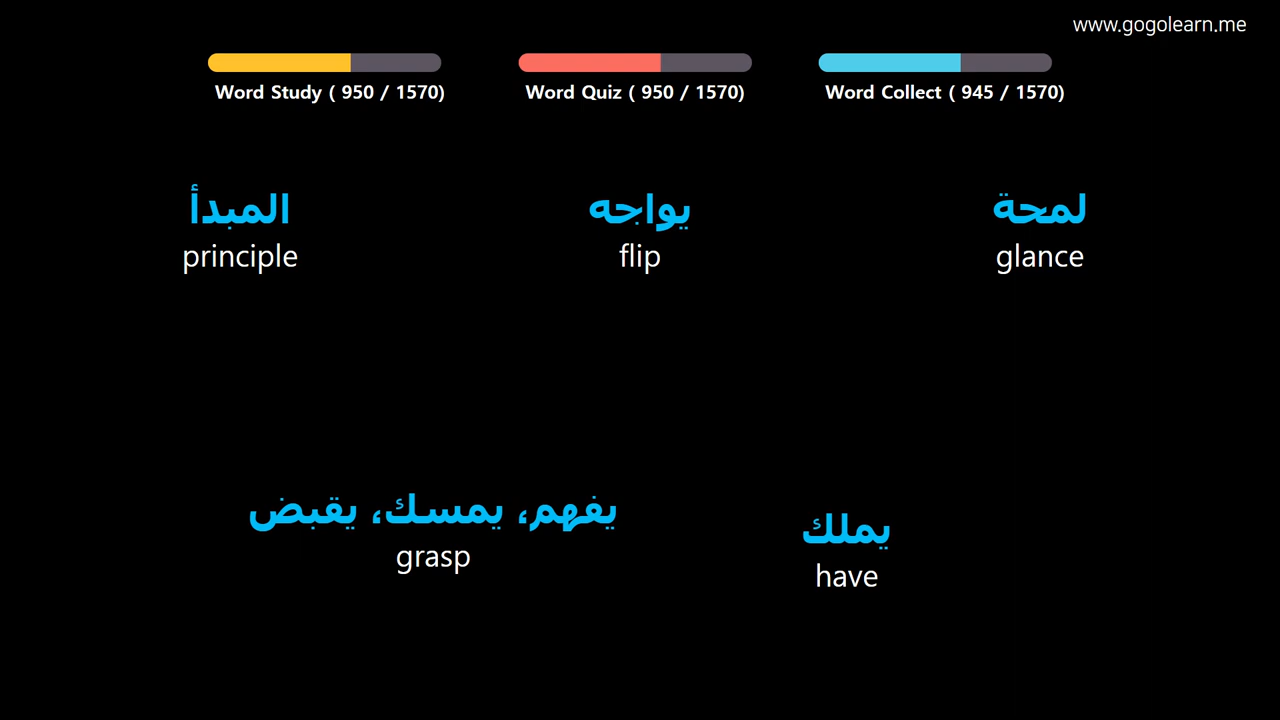 www.gogolearn.me
Word Study ( 950 / 1570)
Word Quiz ( 950 / 1570)
Word Collect ( 945 / 1570)
المبدأ
principle
يواجه
flip
لمحة
glance
يفهم، يمسك، يقبض
grasp
يملك
have